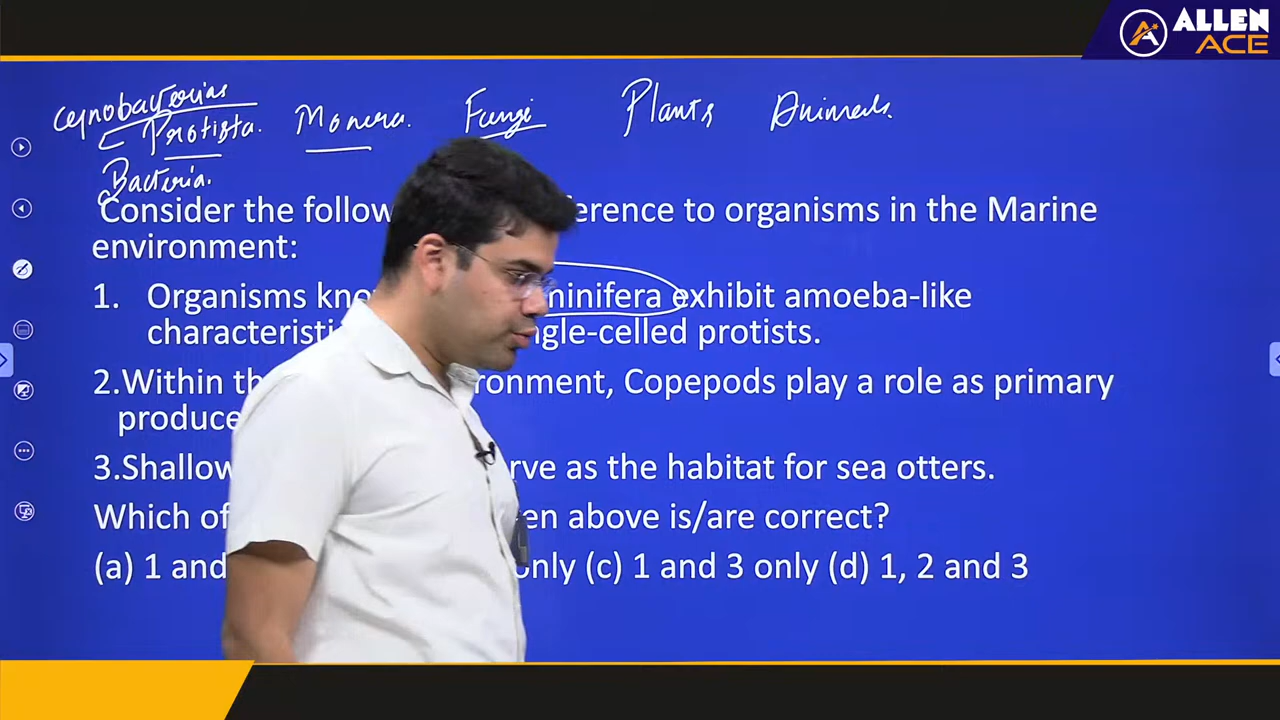 ALLEN
ACE
Protista. Monera. Fungi Plants Animals.
Bacteria.
Consider the follow erence to organisms in the Marine
environment:
1. Organisms kno minifera exhibit amoeba-like
characteristi ngle-celled protists.
2.Within th ronment, Copepods play a role as primary
produce
3.Shallow rve as the habitat for sea otters.
Which of en above is/are correct?
(a) 1 and only (c) 1 and 3 only (d) 1, 2 and 3